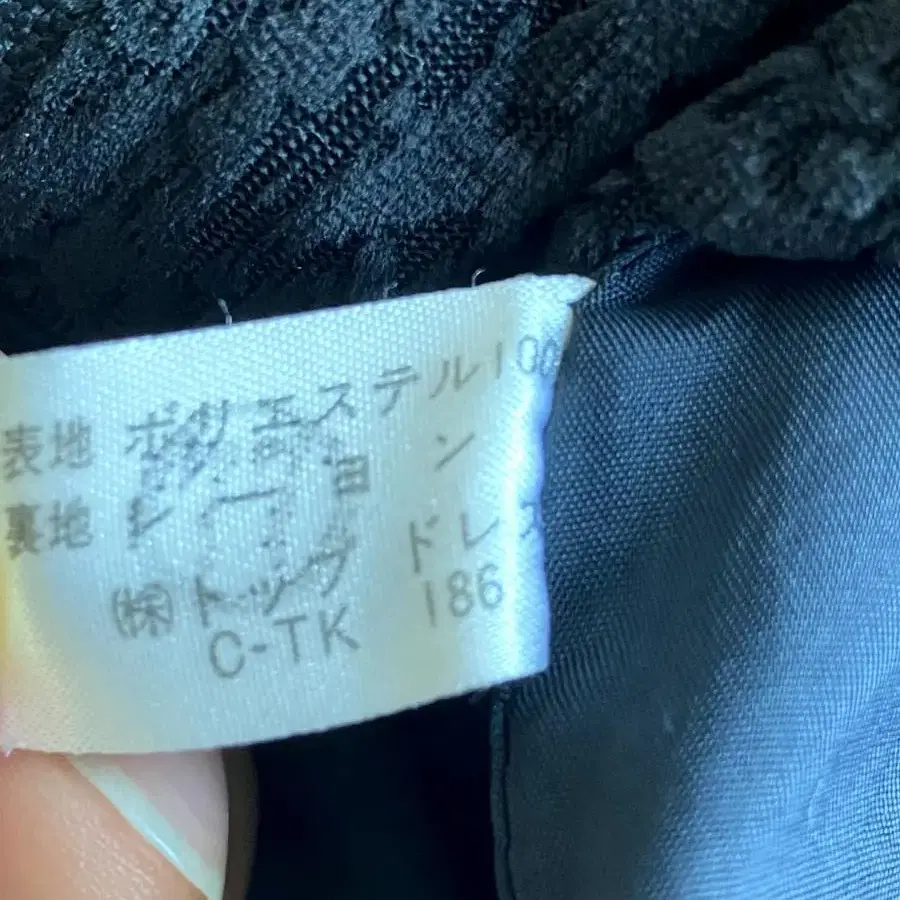 表地 ポリエステル100
裏地 レーヨン
㈱トップ ドレス
C-TK 186